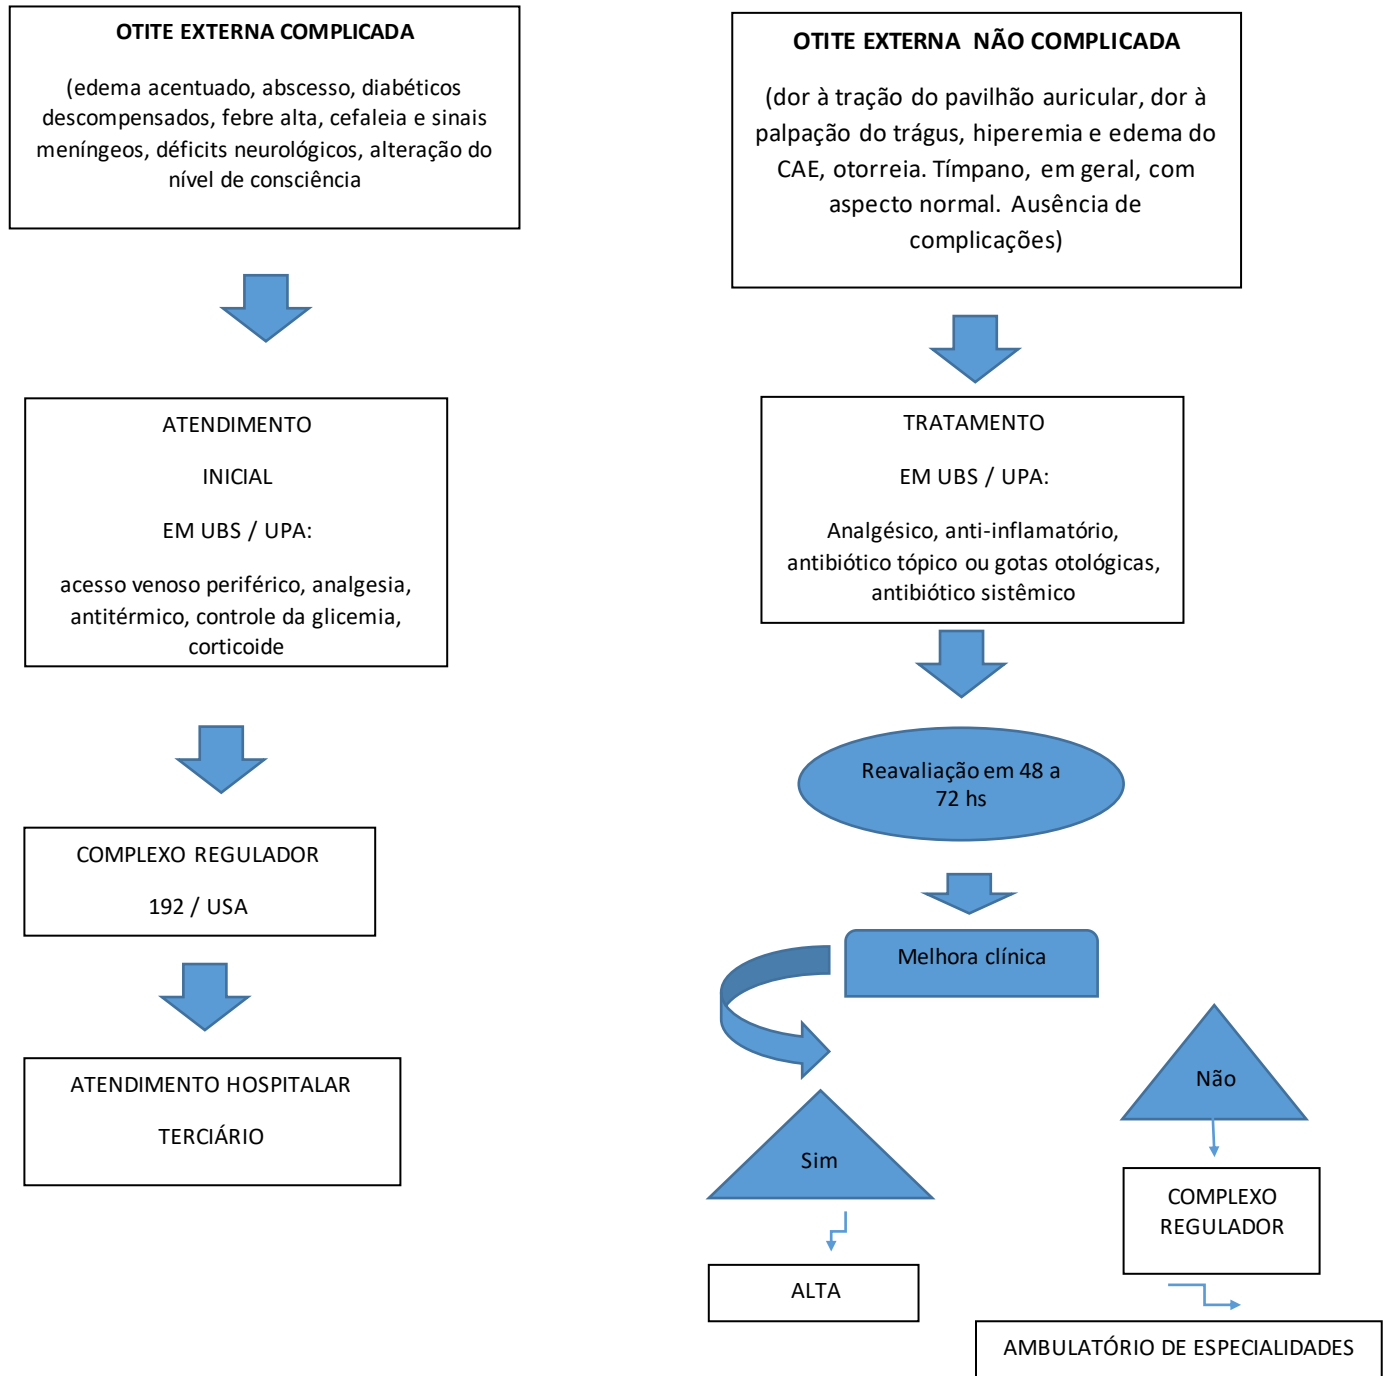 OTITE EXTERNA COMPLICADA
(edema acentuado, abscesso, diabéticos
descompensados, febre alta, cefaleia e sinais
meníngeos, déficits neurológicos, alteração do
nível de consciência
ATENDIMENTO
INICIAL
EM UBS / UPA:
acesso venoso periférico, analgesia,
antitérmico, controle da glicemia,
corticoide
COMPLEXO REGULADOR
192 / USA
ATENDIMENTO HOSPITALAR
TERCIÁRIO
OTITE EXTERNA NÃO COMPLICADA
(dor à tração do pavilhão auricular, dor à
palpação do trágus, hiperemia e edema do
CAE, otorreia. Tímpano, em geral, com
aspecto normal. Ausência de
complicações)
TRATAMENTO
EM UBS / UPA:
Analgésico, anti-inflamatório,
antibiótico tópico ou gotas otológicas,
antibiótico sistêmico
Reavaliação em 48 a
72 hs
Melhora clínica
Sim
ALTA
Não
COMPLEXO
REGULADOR
AMBULATÓRIO DE ESPECIALIDADES